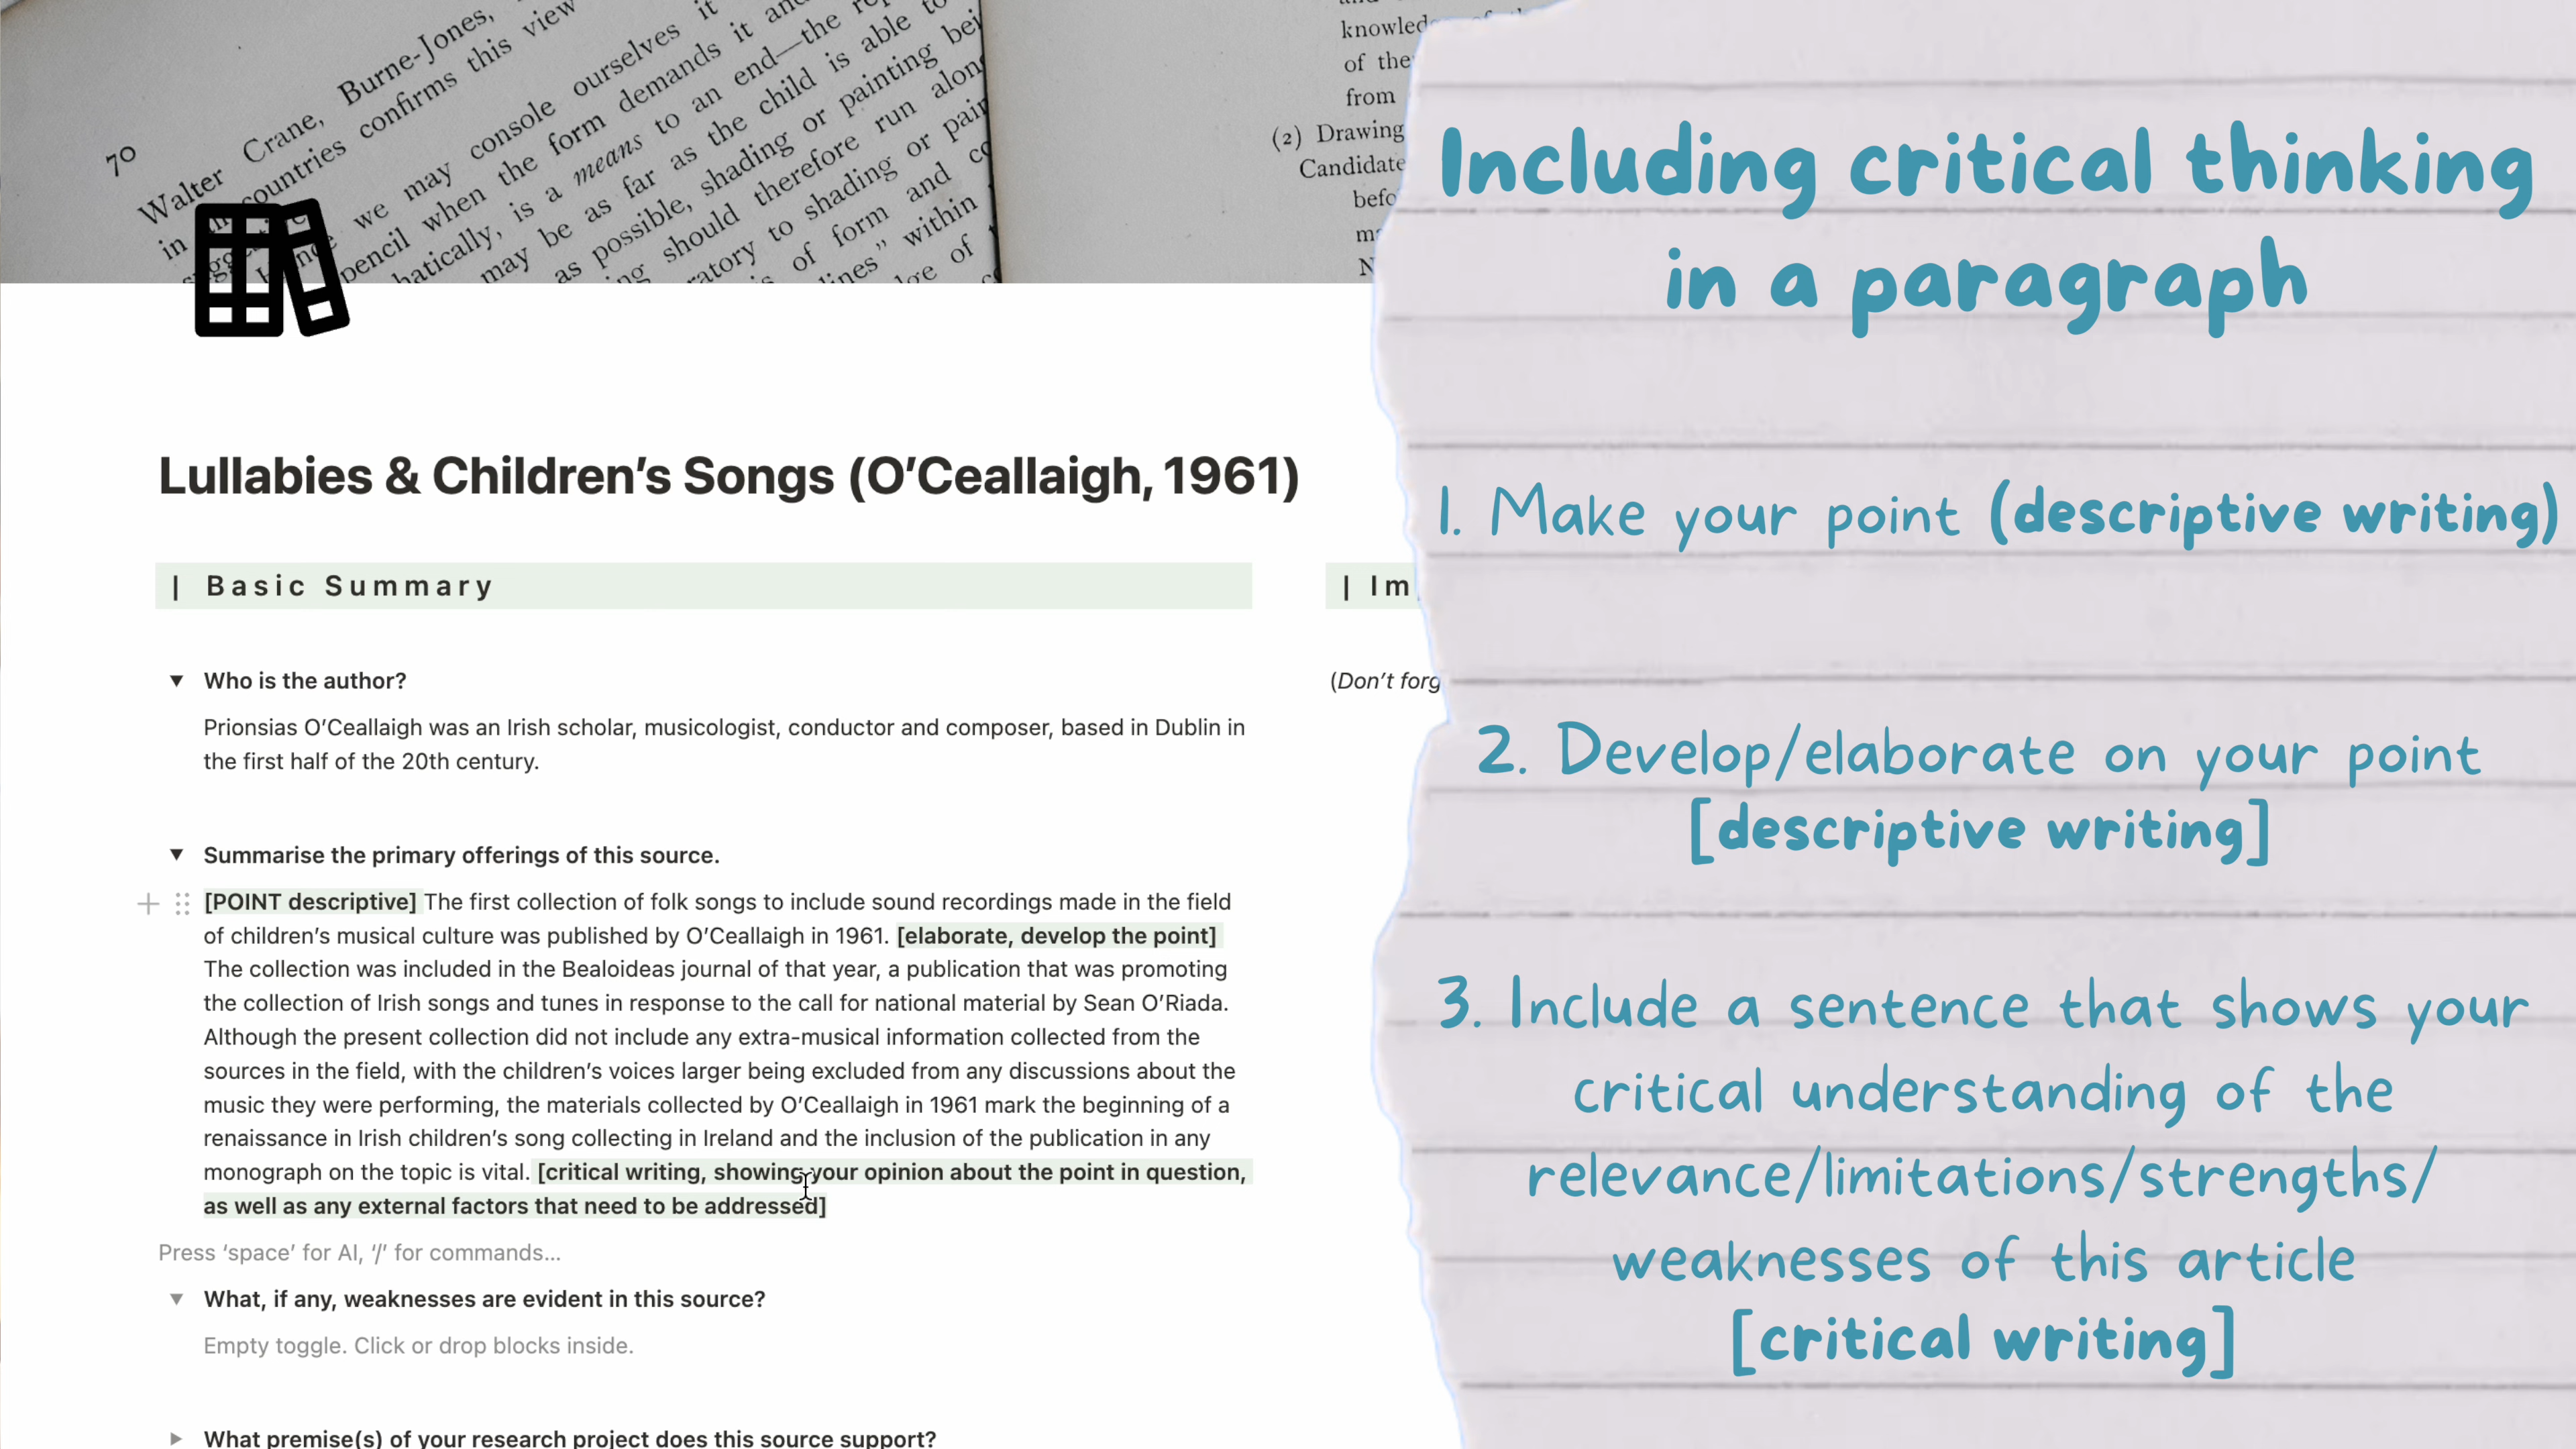 70
Walter Crane, Burne-Jones,
in countries confirms this view
we may console ourselves it
pencil when the form demands it and
hatically, is a means to an end—the
may be as far as the child is able to
as possible, shading or painting bei
should therefore run along
ratory to shading or pain
of form and co
lines" within
of
knowled
of the
from
(2) Drawing
Candidate
befo
m
N
Including critical thinking
in a paragraph
Lullabies & Children's Songs (O'Ceallaigh, 1961)
| Basic Summary
| Im
Who is the author?
(Don't forg
Prionsias O'Ceallaigh was an Irish scholar, musicologist, conductor and composer, based in Dublin in
the first half of the 20th century.
Summarise the primary offerings of this source.
[POINT descriptive] The first collection of folk songs to include sound recordings made in the field
of children's musical culture was published by O'Ceallaigh in 1961. [elaborate, develop the point]
The collection was included in the Bealoideas journal of that year, a publication that was promoting
the collection of Irish songs and tunes in response to the call for national material by Sean O'Riada.
Although the present collection did not include any extra-musical information collected from the
sources in the field, with the children's voices larger being excluded from any discussions about the
music they were performing, the materials collected by O'Ceallaigh in 1961 mark the beginning of a
renaissance in Irish children's song collecting in Ireland and the inclusion of the publication in any
monograph on the topic is vital. [critical writing, showing your opinion about the point in question,
as well as any external factors that need to be addressed]
Press 'space' for AI, '/' for commands...
What, if any, weaknesses are evident in this source?
Empty toggle. Click or drop blocks inside.
What premise(s) of your research project does this source support?
1. Make your point (descriptive writing)
2. Develop/elaborate on your point
[descriptive writing]
3. Include a sentence that shows your
critical understanding of the
relevance/limitations/strengths/
weaknesses of this article
[critical writing]